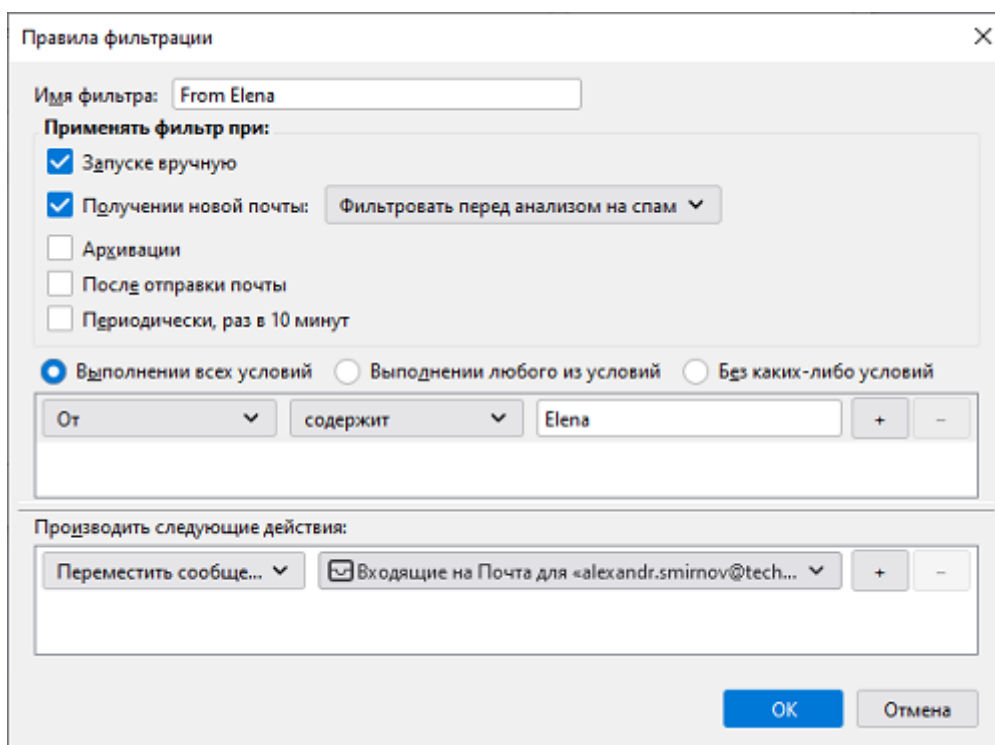 Правила фильтрации
Имя фильтра: From Elena
Применять фильтр при:
Запуске вручную
Получении новой почты: Фильтровать перед анализом на спам
Архивации
После отправки почты
Периодически, раз в 10 минут
Выполнении всех условий Выполнении любого из условий Без каких-либо условий
От содержит Elena + –
Производить следующие действия:
Переместить сообще... Входящие на Почта для «alexandr.smirnov@tech... + –
ОК Отмена